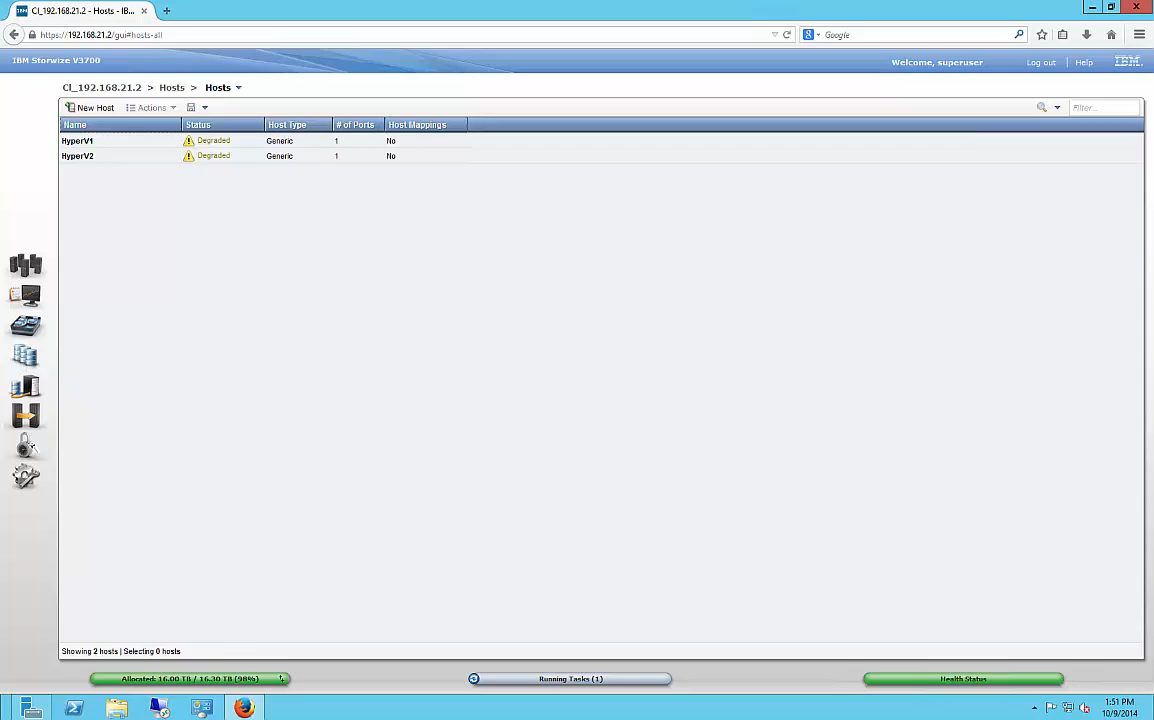 CI_192.168.21.2 - Hosts - IB...
https://192.168.21.2/gui#hosts-all
Google
IBM Storwize V3700
Welcome, superuser
Log out
Help
IBM
CI_192.168.21.2 > Hosts > Hosts
New Host
Actions
Filter...
Name Status Host Type # of Ports Host Mappings
HyperV1 Degraded Generic 1 No
HyperV2 Degraded Generic 1 No
Showing 2 hosts | Selecting 0 hosts
Allocated: 16.00 TB / 16.30 TB (98%)
Running Tasks (1)
Health Status
1:51 PM
10/9/2014